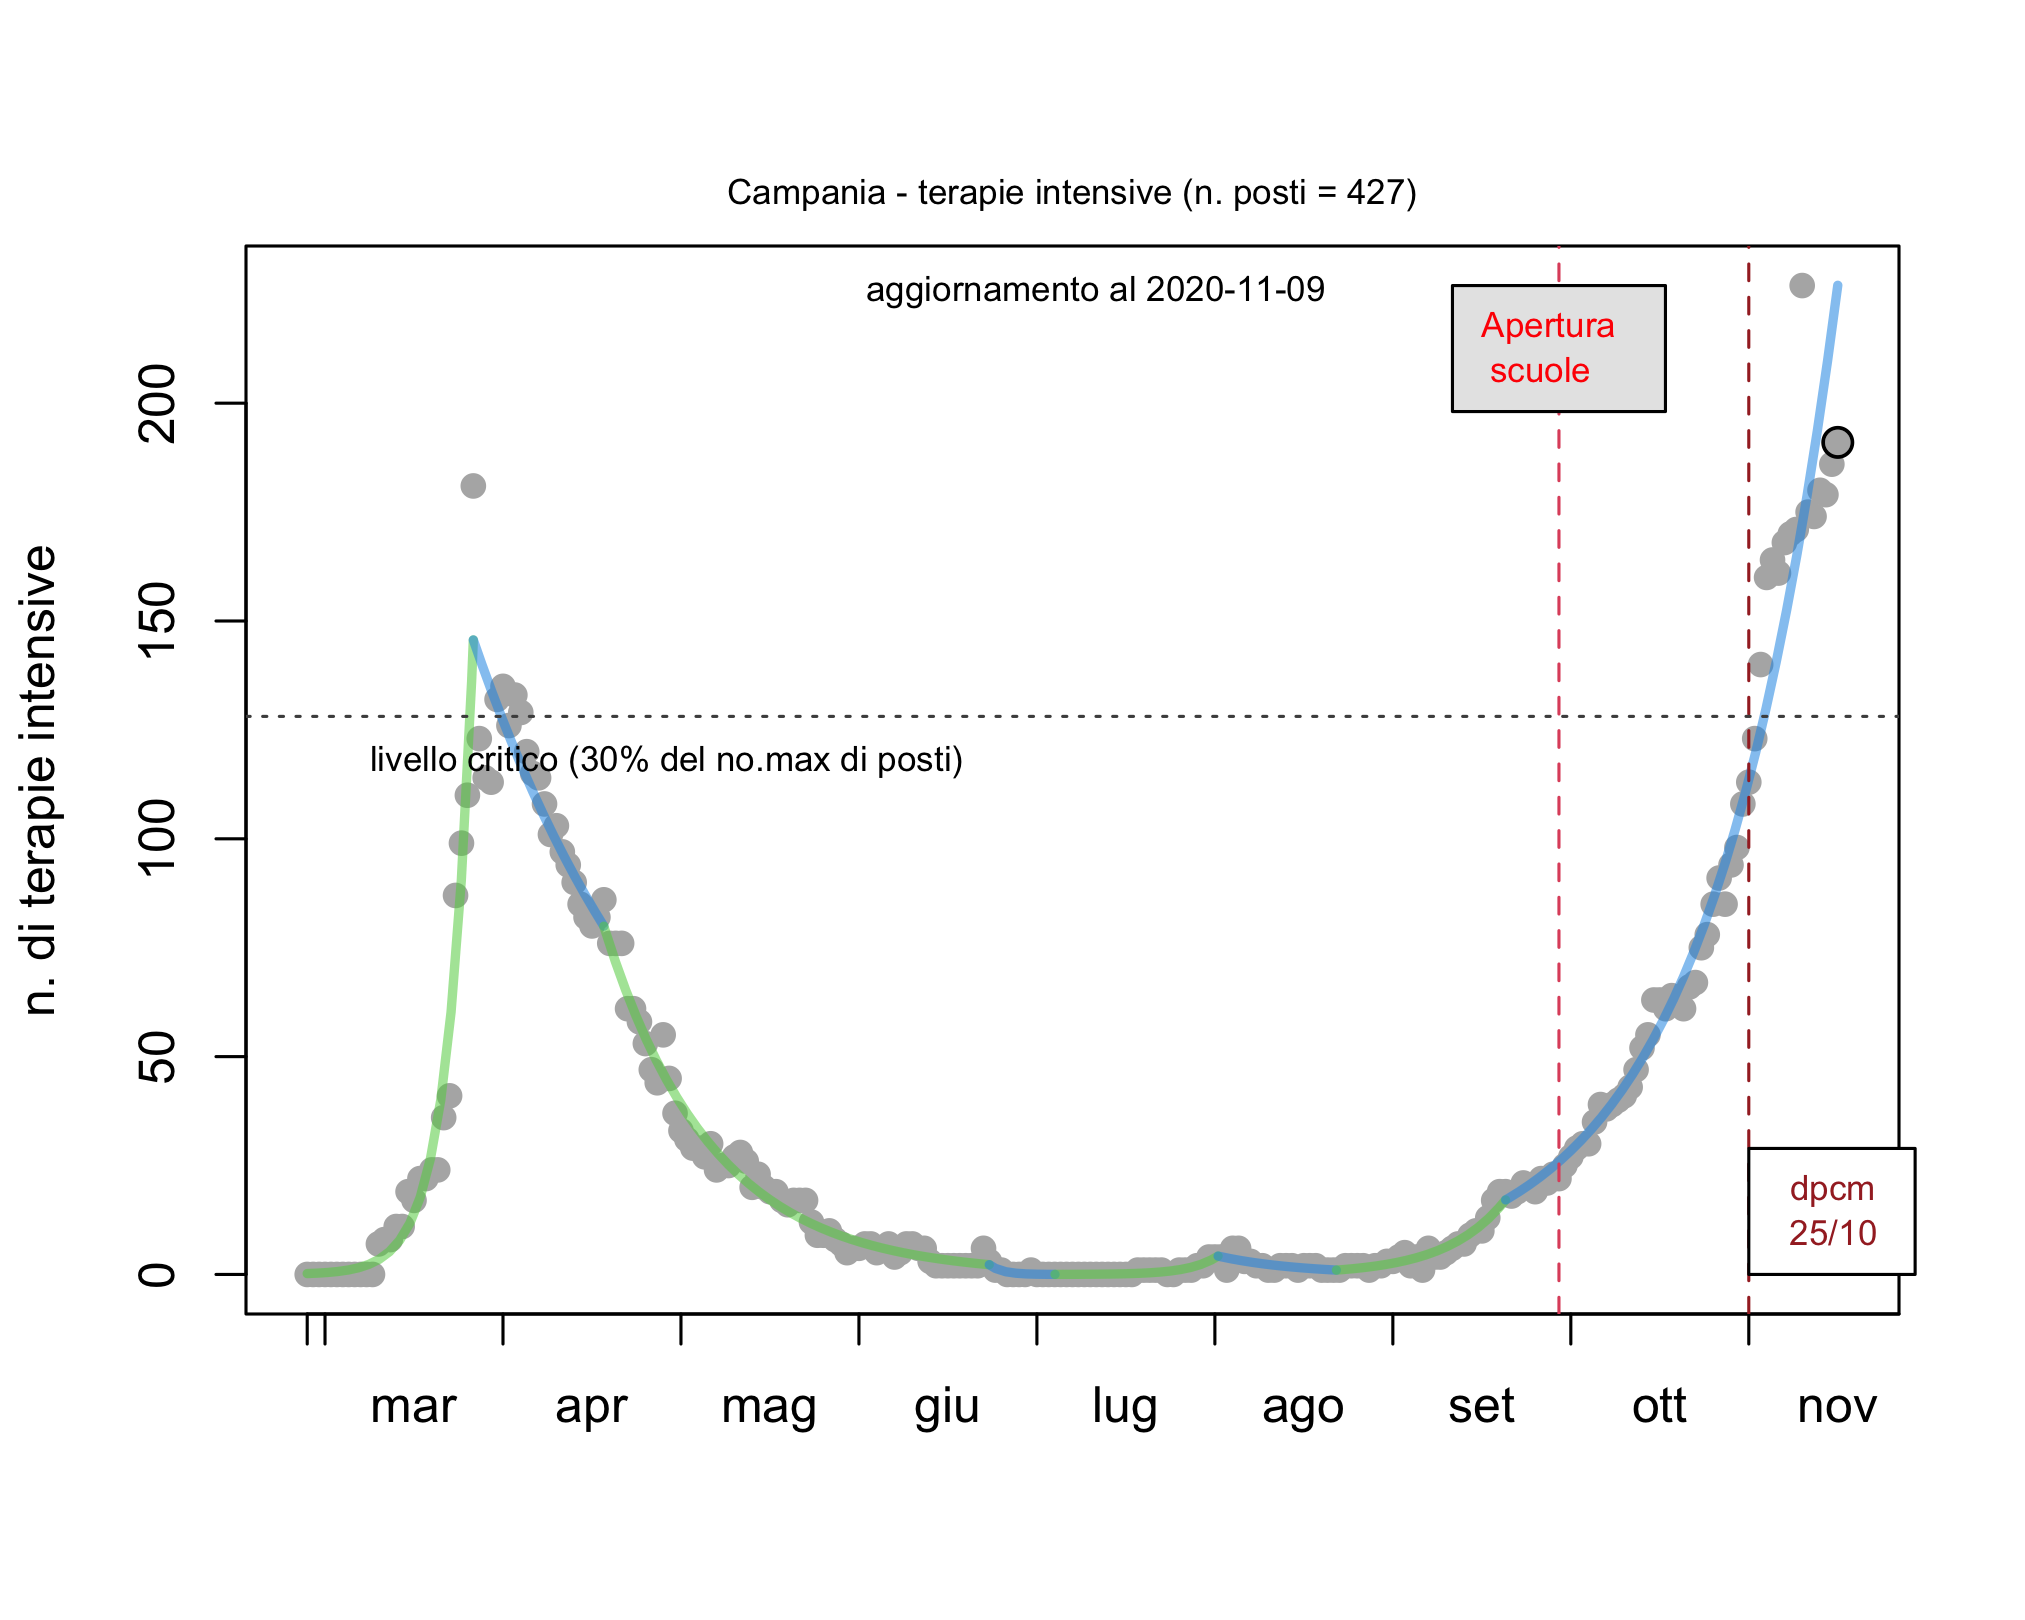 Campania - terapie intensive (n. posti = 427)
aggiornamento al 2020-11-09
Apertura
scuole
n. di terapie intensive
200
150
100
50
0
livello critico (30% del no.max di posti)
dpcm
25/10
mar apr mag giu lug ago set ott nov